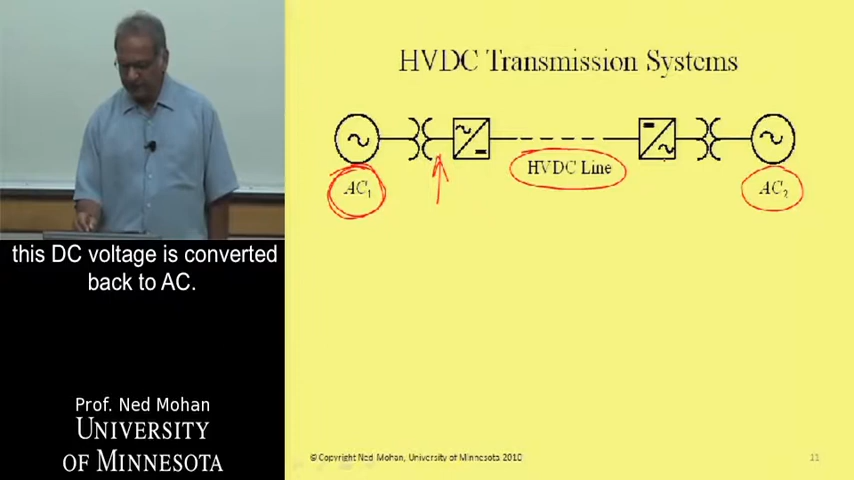 HVDC Transmission Systems
HVDC Line
AC1
AC2
this DC voltage is converted
back to AC.
Prof. Ned Mohan
UNIVERSITY
OF MINNESOTA
© Copyright Ned Mohan, University of Minnesota 2010
11